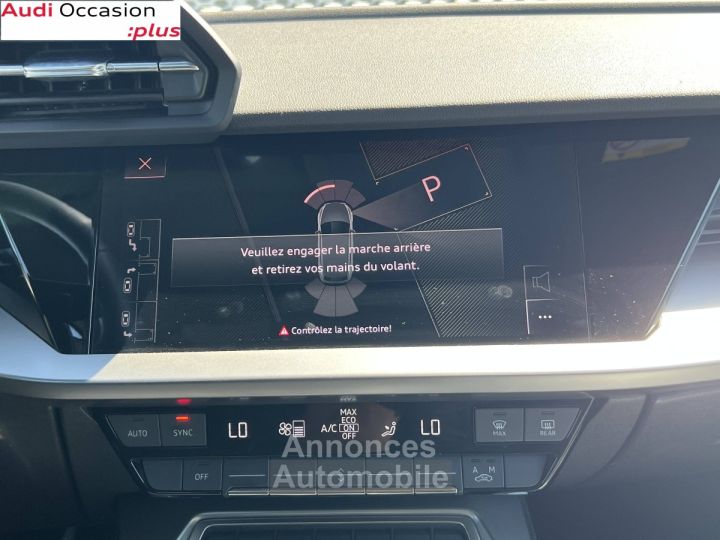 Audi Occasion
:plus
P
Veuillez engager la marche arrière
et retirez vos mains du volant.
Contrôlez la trajectoire!
AUTO
SYNC
LO
A/C
MAX
ECO
ON
OFF
LO
MAX
REAR
OFF
A M
Annonces
Automobile